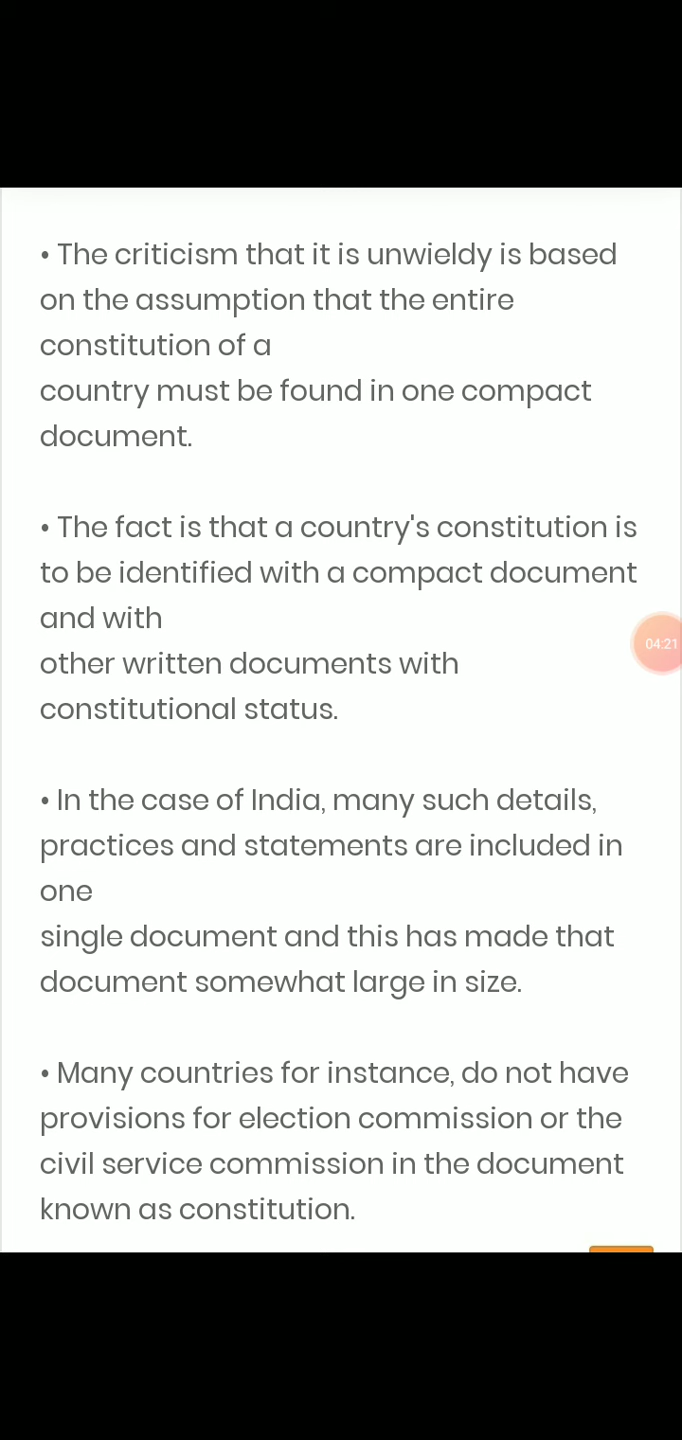 • The criticism that it is unwieldy is based
on the assumption that the entire
constitution of a
country must be found in one compact
document.
• The fact is that a country's constitution is
to be identified with a compact document
and with
other written documents with
constitutional status.
04:21
• In the case of India, many such details,
practices and statements are included in
one
single document and this has made that
document somewhat large in size.
• Many countries for instance, do not have
provisions for election commission or the
civil service commission in the document
known as constitution.